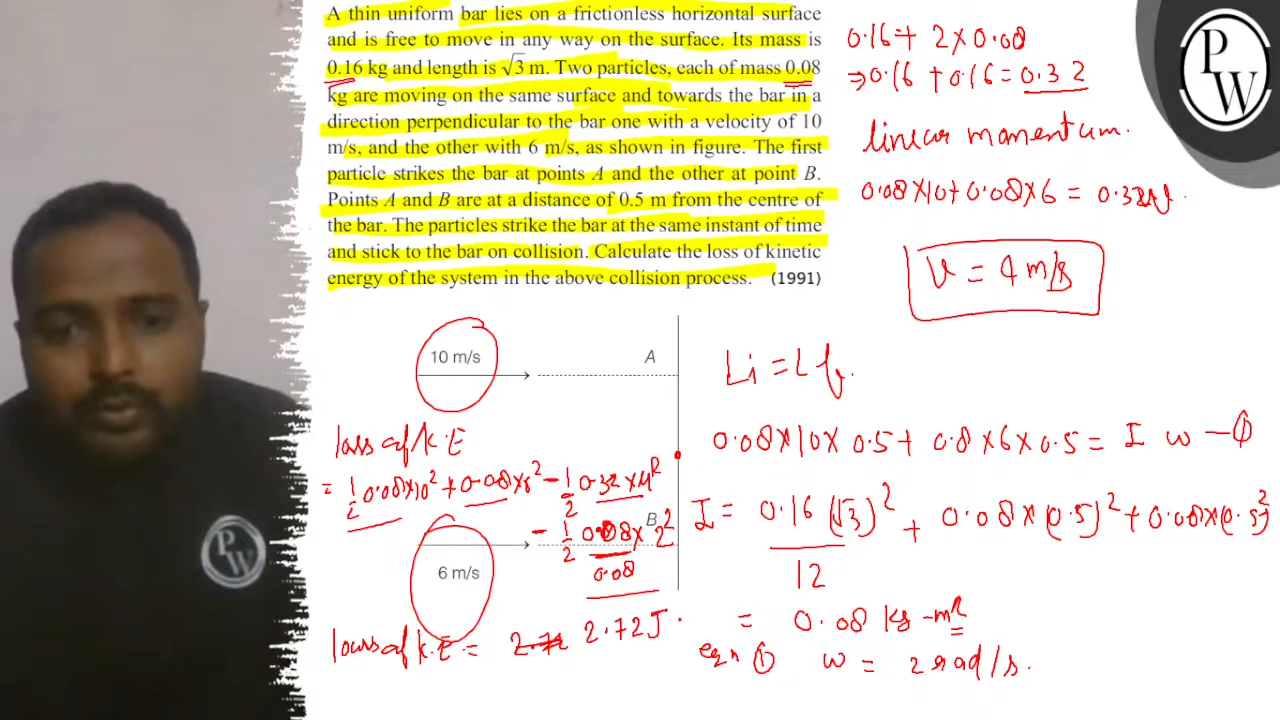 A thin uniform bar lies on a frictionless horizontal surface
and is free to move in any way on the surface. Its mass is
0.16 kg and length is √3 m. Two particles, each of mass 0.08
kg are moving on the same surface and towards the bar in a
direction perpendicular to the bar one with a velocity of 10
m/s, and the other with 6 m/s, as shown in figure. The first
particle strikes the bar at points A and the other at point B.
Points A and B are at a distance of 0.5 m from the centre of
the bar. The particles strike the bar at the same instant of time
and stick to the bar on collision. Calculate the loss of kinetic
energy of the system in the above collision process. (1991)
0.16 + 2×0.08
⇒ 0.16 + 0.16 = 0.32
linear momentum.
0.08×10+0.08×6 = 0.32V.
V = 4 m/s
PW
10 m/s
A
Li = Lf.
loss of K.E
= 1/2 0.08×10² + 0.08×6² - 1/2 0.32×4²
- 1/2 0.08×2²
0.08
0.08×10×0.5+ 0.8×6×0.5 = I w —①
B
I = 0.16(√3)²/12 + 0.08×(0.5)²+0.08×(0.5)²
6 m/s
= 0.08 kg-m²
loss of K.E = 2.72J.
eqn ① w = 2 rad/s.
PW